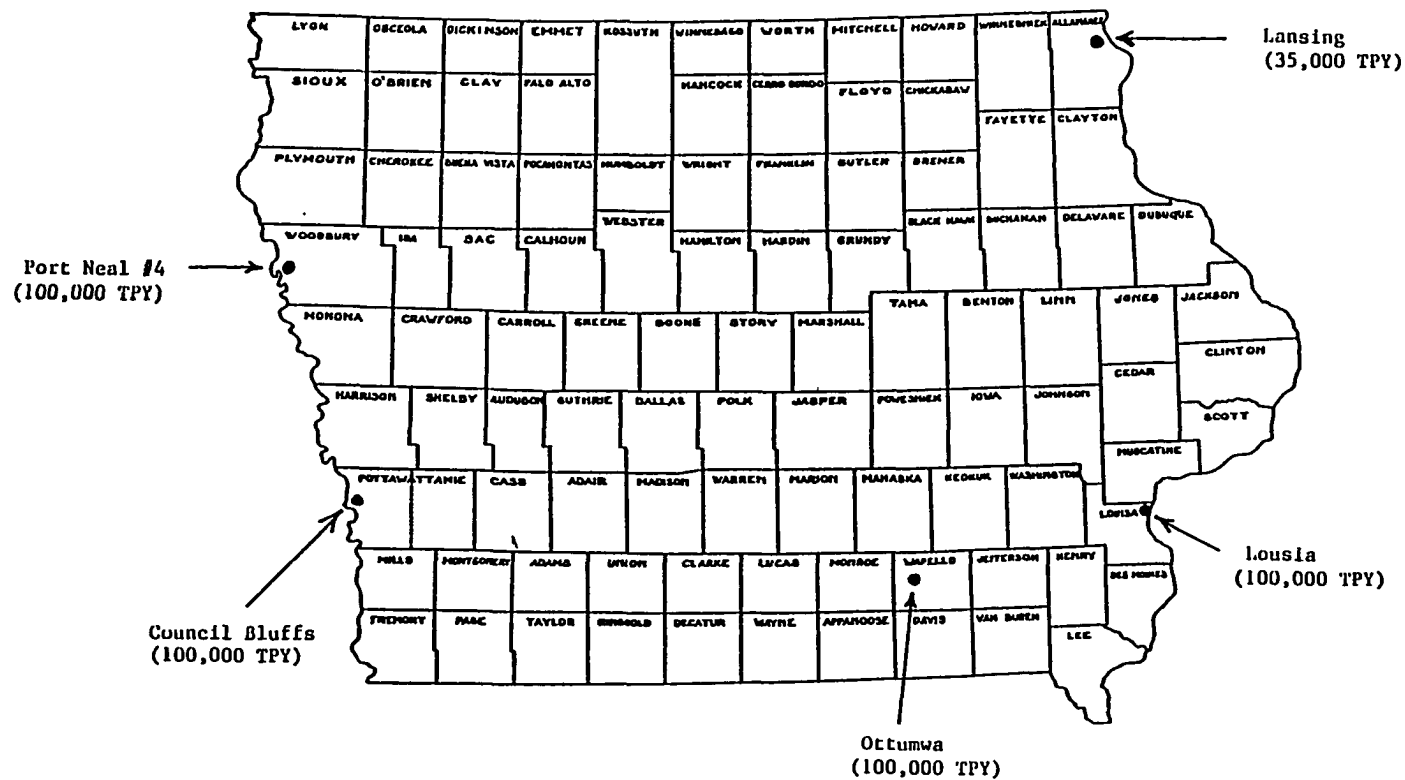 LYON OSCEOLA DICKINSON EMMET KOSSUTH WINNEBAGO WORTH MITCHELL HOWARD WINNESHIEK ALLAMAKEE
Lansing
(35,000 TPY)
SIOUX O'BRIEN CLAY PALO ALTO HANCOCK CERRO GORDO FLOYD CHICKASAW
FAYETTE CLAYTON
PLYMOUTH CHEROKEE BUENA VISTA POCAHONTAS HUMBOLDT WRIGHT FRANKLIN BUTLER BREMER
WEBSTER BLACK HAWK BUCHANAN DELAWARE DUBUQUE
WOODBURY IDA SAC CALHOUN HAMILTON HARDIN GRUNDY
Port Neal #4
(100,000 TPY)
TAMA BENTON LINN JONES JACKSON
MONONA CRAWFORD CARROLL GREENE BOONE STORY MARSHALL
CLINTON
CEDAR
HARRISON SHELBY AUDUBON GUTHRIE DALLAS POLK JASPER POWESHIEK IOWA JOHNSON
SCOTT
MUSCATINE
POTTAWATTAMIE CASS ADAIR MADISON WARREN MARION MAHASKA KEOKUK WASHINGTON
LOUISA
Lousia
(100,000 TPY)
MILLS MONTGOMERY ADAMS UNION CLARKE LUCAS MONROE WAPELLO JEFFERSON HENRY
DES MOINES
FREMONT PAGE TAYLOR RINGGOLD DECATUR WAYNE APPANOOSE DAVIS VAN BUREN
LEE
Council Bluffs
(100,000 TPY)
Ottumwa
(100,000 TPY)